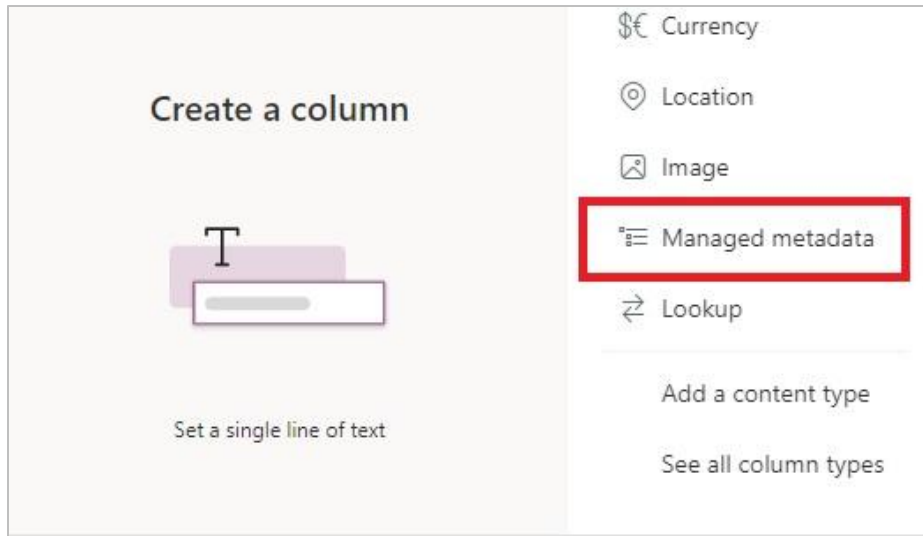 Create a column
T
Set a single line of text
$€ Currency
Location
Image
Managed metadata
Lookup
Add a content type
See all column types